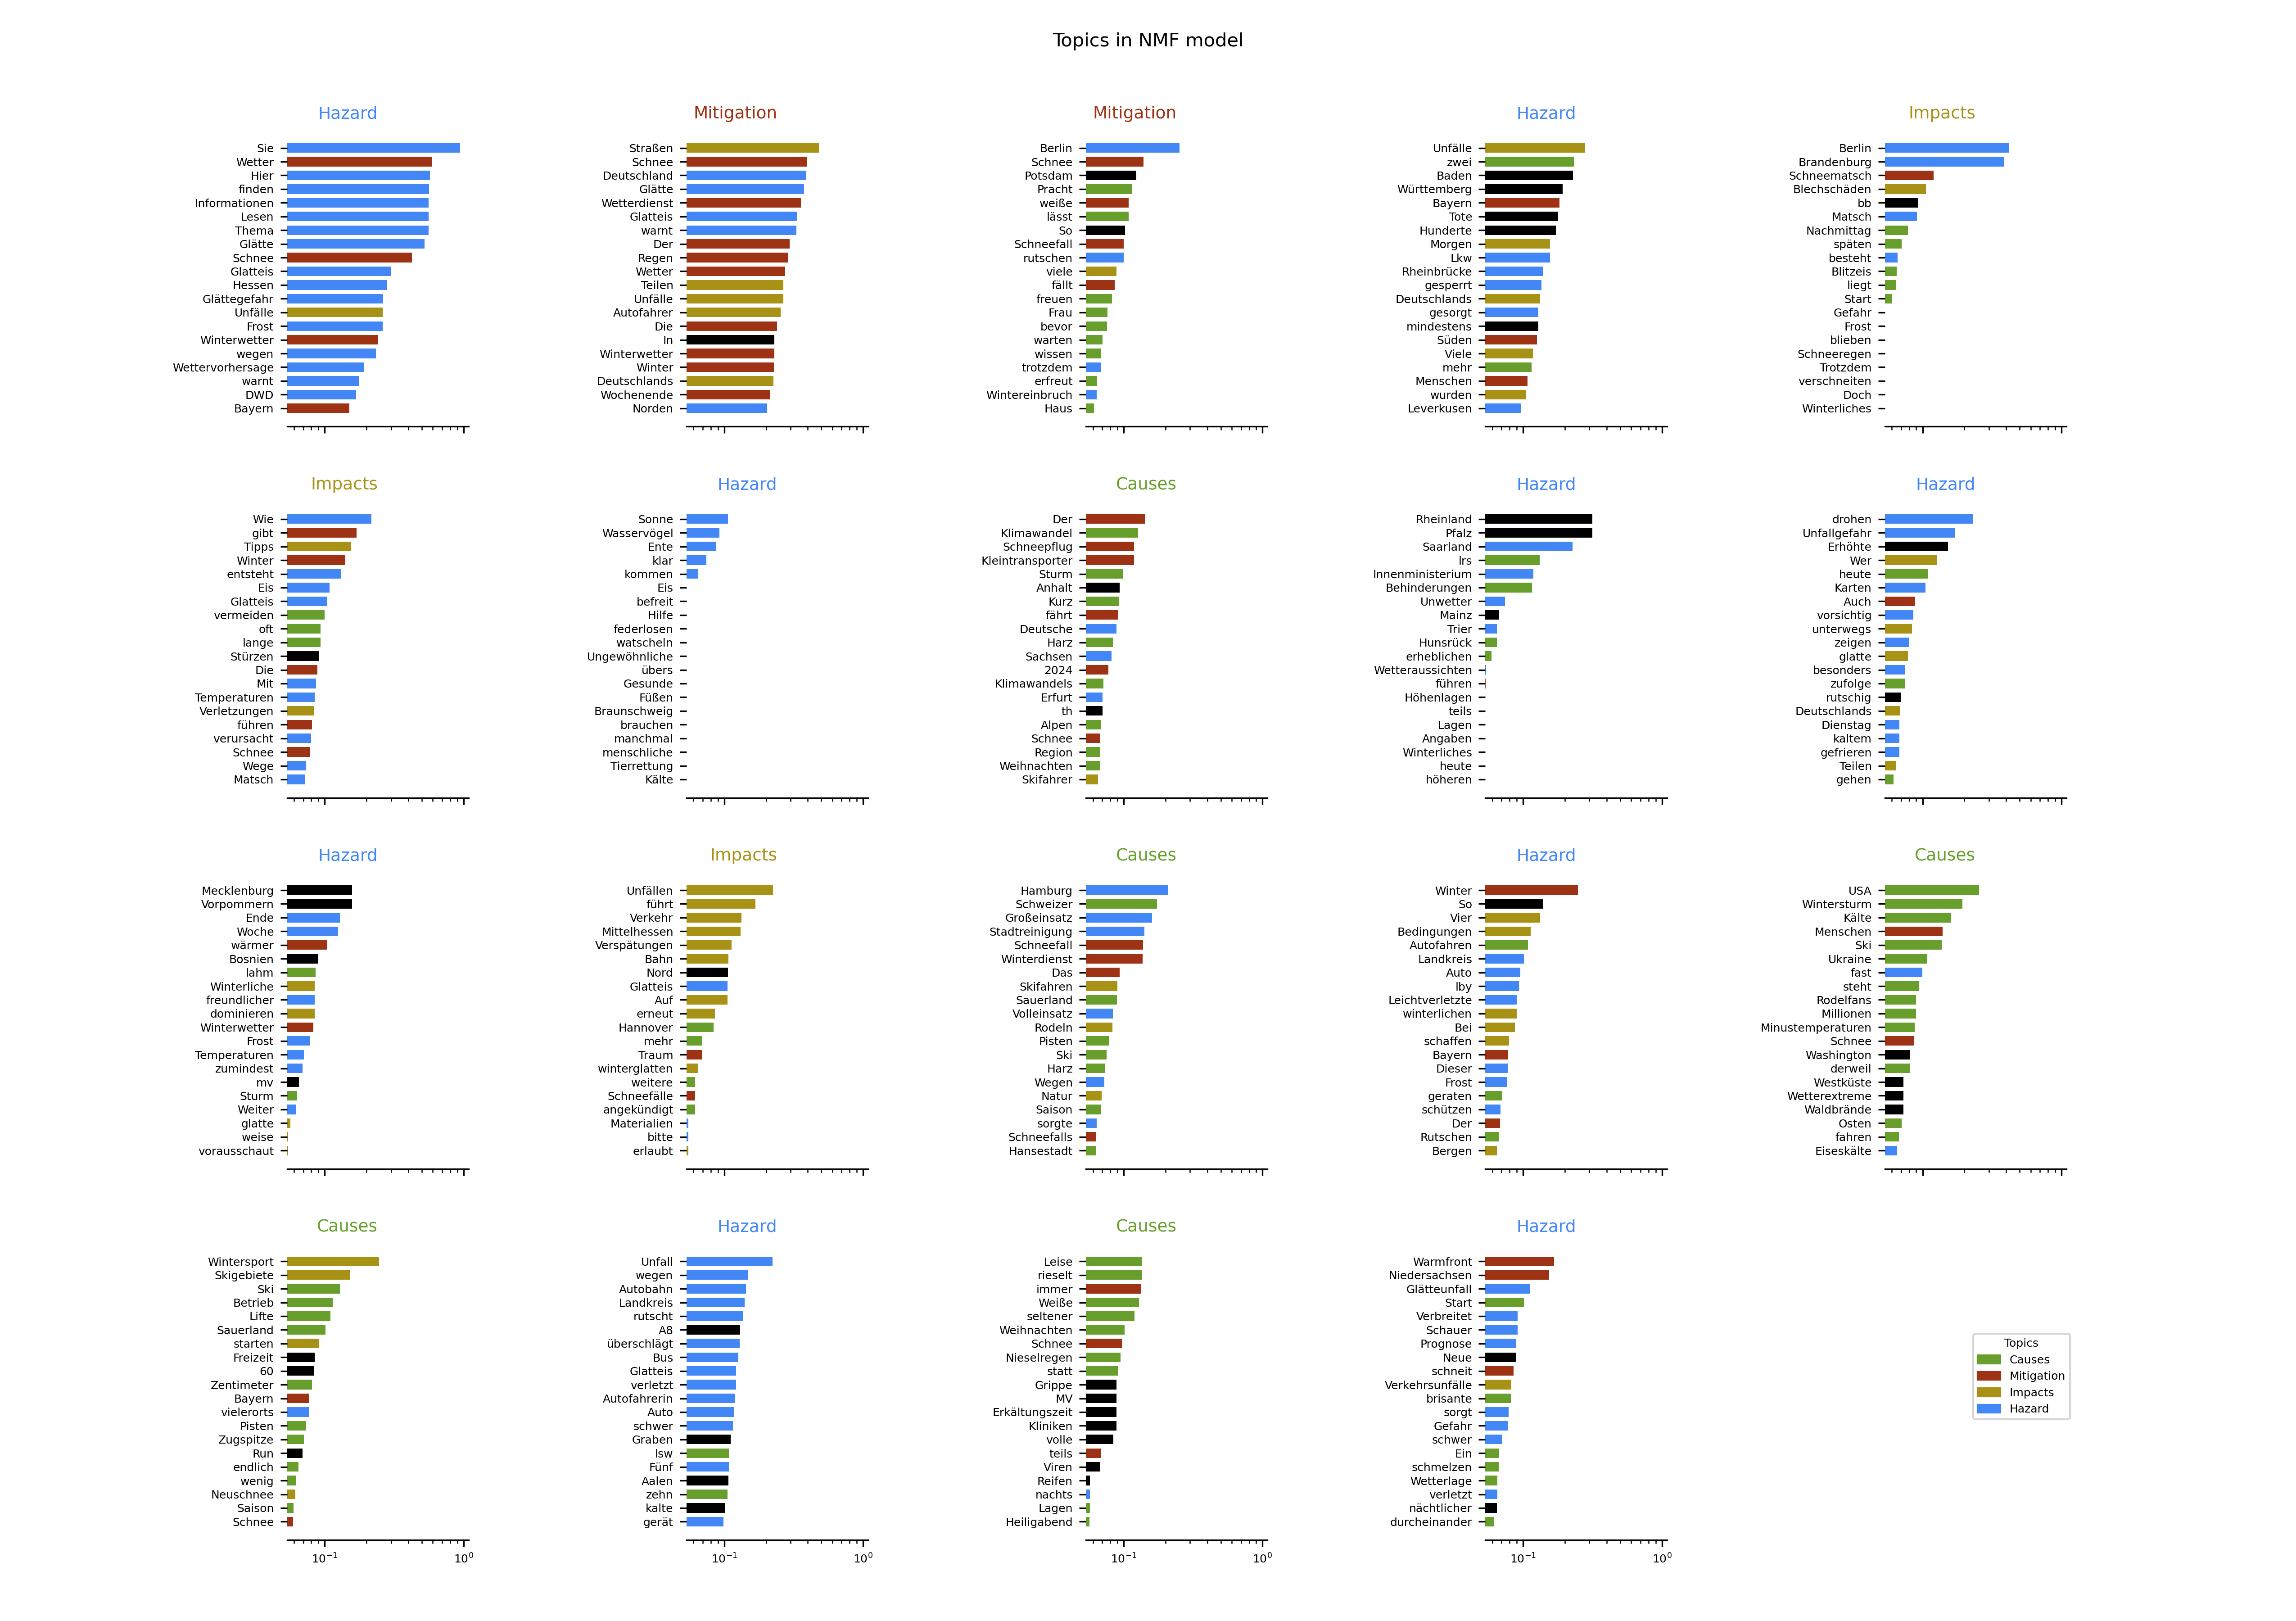 Topics in NMF model
Hazard
Sie
Wetter
Hier
finden
Informationen
Lesen
Thema
Glätte
Schnee
Glatteis
Hessen
Glättegefahr
Unfälle
Frost
Winterwetter
wegen
Wettervorhersage
warnt
DWD
Bayern
Mitigation
Straßen
Schnee
Deutschland
Glätte
Wetterdienst
Glatteis
warnt
Der
Regen
Wetter
Teilen
Unfälle
Autofahrer
Die
In
Winterwetter
Winter
Deutschlands
Wochenende
Norden
Mitigation
Berlin
Schnee
Potsdam
Pracht
weiße
lässt
So
Schneefall
rutschen
viele
fällt
freuen
Frau
bevor
warten
wissen
trotzdem
erfreut
Wintereinbruch
Haus
Hazard
Unfälle
zwei
Baden
Württemberg
Bayern
Tote
Hunderte
Morgen
Lkw
Rheinbrücke
gesperrt
Deutschlands
gesorgt
mindestens
Süden
Viele
mehr
Menschen
wurden
Leverkusen
Impacts
Berlin
Brandenburg
Schneematsch
Blechschäden
bb
Matsch
Nachmittag
späten
besteht
Blitzeis
liegt
Start
Gefahr
Frost
blieben
Schneeregen
Trotzdem
verschneiten
Doch
Winterliches
Impacts
Wie
gibt
Tipps
Winter
entsteht
Eis
Glatteis
vermeiden
oft
lange
Stürzen
Die
Mit
Temperaturen
Verletzungen
führen
verursacht
Schnee
Wege
Matsch
Hazard
Sonne
Wasservögel
Ente
klar
kommen
Eis
befreit
Hilfe
federlosen
watscheln
Ungewöhnliche
übers
Gesunde
Füßen
Braunschweig
brauchen
manchmal
menschliche
Tierrettung
Kälte
Causes
Der
Klimawandel
Schneepflug
Kleintransporter
Sturm
Anhalt
Kurz
fährt
Deutsche
Harz
Sachsen
2024
Klimawandels
Erfurt
th
Alpen
Schnee
Region
Weihnachten
Skifahrer
Hazard
Rheinland
Pfalz
Saarland
lrs
Innenministerium
Behinderungen
Unwetter
Mainz
Trier
Hunsrück
erheblichen
Wetteraussichten
führen
Höhenlagen
teils
Lagen
Angaben
Winterliches
heute
höheren
Hazard
drohen
Unfallgefahr
Erhöhte
Wer
heute
Karten
Auch
vorsichtig
unterwegs
zeigen
glatte
besonders
zufolge
rutschig
Deutschlands
Dienstag
kaltem
gefrieren
Teilen
gehen
Hazard
Mecklenburg
Vorpommern
Ende
Woche
wärmer
Bosnien
lahm
Winterliche
freundlicher
dominieren
Winterwetter
Frost
Temperaturen
zumindest
mv
Sturm
Weiter
glatte
weise
vorausschaut
Impacts
Unfällen
führt
Verkehr
Mittelhessen
Verspätungen
Bahn
Nord
Glatteis
Auf
erneut
Hannover
mehr
Traum
winterglatten
weitere
Schneefälle
angekündigt
Materialien
bitte
erlaubt
Causes
Hamburg
Schweizer
Großeinsatz
Stadtreinigung
Schneefall
Winterdienst
Das
Skifahren
Sauerland
Volleinsatz
Rodeln
Pisten
Ski
Harz
Wegen
Natur
Saison
sorgte
Schneefalls
Hansestadt
Hazard
Winter
So
Vier
Bedingungen
Autofahren
Landkreis
Auto
lby
Leichtverletzte
winterlichen
Bei
schaffen
Bayern
Dieser
Frost
geraten
schützen
Der
Rutschen
Bergen
Causes
USA
Wintersturm
Kälte
Menschen
Ski
Ukraine
fast
steht
Rodelfans
Millionen
Minustemperaturen
Schnee
Washington
derweil
Westküste
Wetterextreme
Waldbrände
Osten
fahren
Eiseskälte
Causes
Wintersport
Skigebiete
Ski
Betrieb
Lifte
Sauerland
starten
Freizeit
60
Zentimeter
Bayern
vielerorts
Pisten
Zugspitze
Run
endlich
wenig
Neuschnee
Saison
Schnee
10⁻¹ 10⁰
Hazard
Unfall
wegen
Autobahn
Landkreis
rutscht
A8
überschlägt
Bus
Glatteis
verletzt
Autofahrerin
Auto
schwer
Graben
lsw
Fünf
Aalen
zehn
kalte
gerät
10⁻¹ 10⁰
Causes
Leise
rieselt
immer
Weiße
seltener
Weihnachten
Schnee
Nieselregen
statt
Grippe
MV
Erkältungszeit
Kliniken
volle
teils
Viren
Reifen
nachts
Lagen
Heiligabend
10⁻¹ 10⁰
Hazard
Warmfront
Niedersachsen
Glätteunfall
Start
Verbreitet
Schauer
Prognose
Neue
schneit
Verkehrsunfälle
brisante
sorgt
Gefahr
schwer
Ein
schmelzen
Wetterlage
verletzt
nächtlicher
durcheinander
10⁻¹ 10⁰
Topics
Causes
Mitigation
Impacts
Hazard